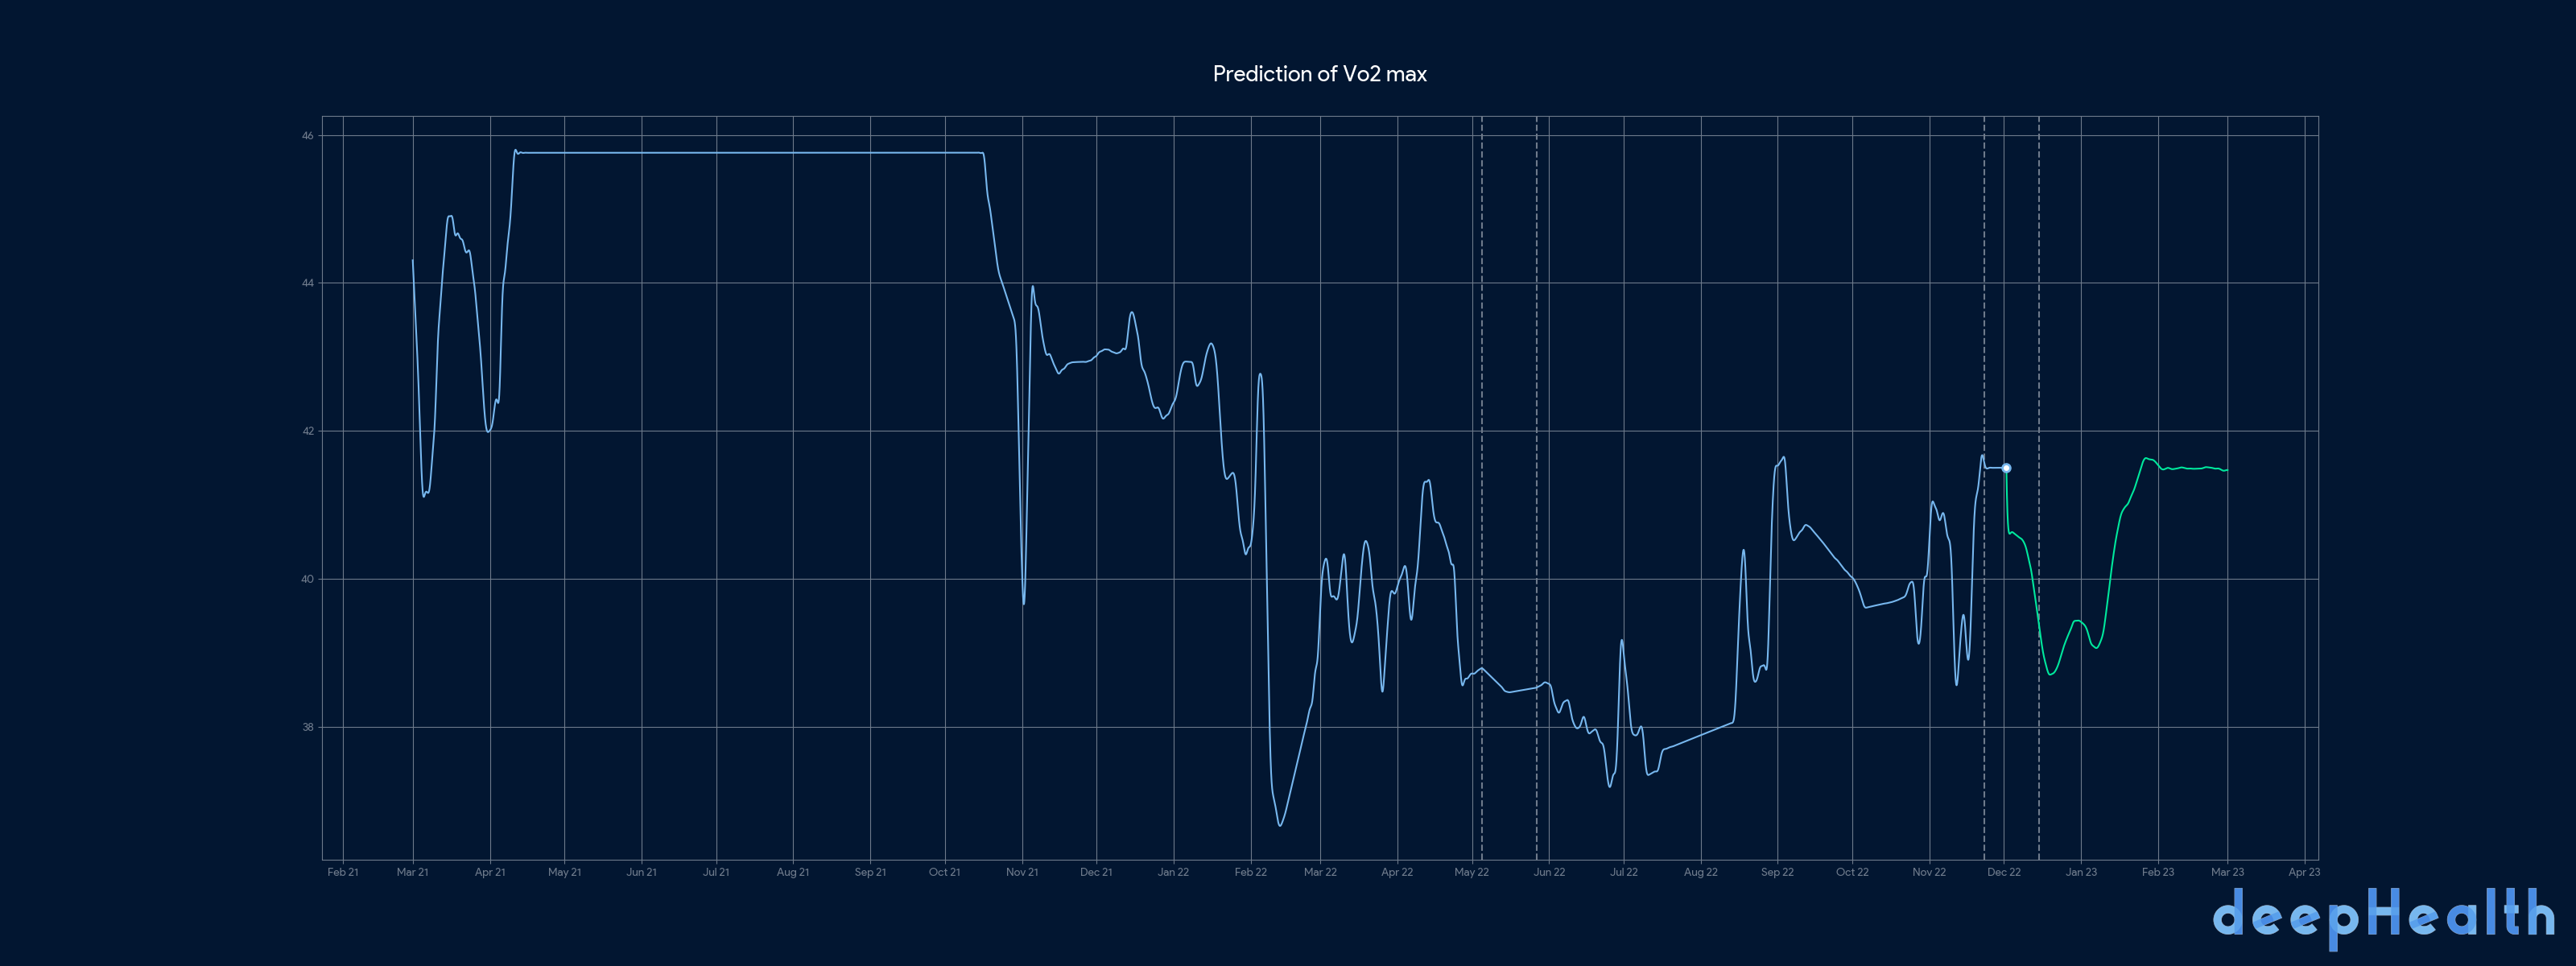 Prediction of Vo2 max
46
44
42
40
38
Feb 21 Mar 21 Apr 21 May 21 Jun 21 Jul 21 Aug 21 Sep 21 Oct 21 Nov 21 Dec 21 Jan 22 Feb 22 Mar 22 Apr 22 May 22 Jun 22 Jul 22 Aug 22 Sep 22 Oct 22 Nov 22 Dec 22 Jan 23 Feb 23 Mar 23 Apr 23
deepHealth